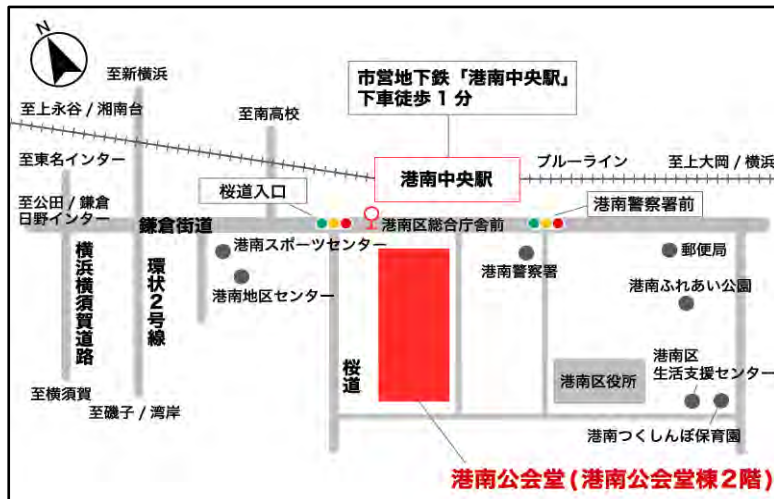 N
至新横浜
市営地下鉄「港南中央駅」
下車徒歩 1 分
至上永谷 / 湘南台
至南高校
至東名インター
ブルーライン
至上大岡 / 横浜
港南中央駅
桜道入口
港南警察署前
至公田 / 鎌倉
日野インター
鎌倉街道
港南区総合庁舎前
港南スポーツセンター
港南地区センター
港南警察署
郵便局
港南ふれあい公園
横浜横須賀道路
環状2号線
桜道
港南区役所
港南区
生活支援センター
至横須賀
至磯子 / 湾岸
港南つくしんぼ保育園
港南公会堂(港南公会堂棟2階)